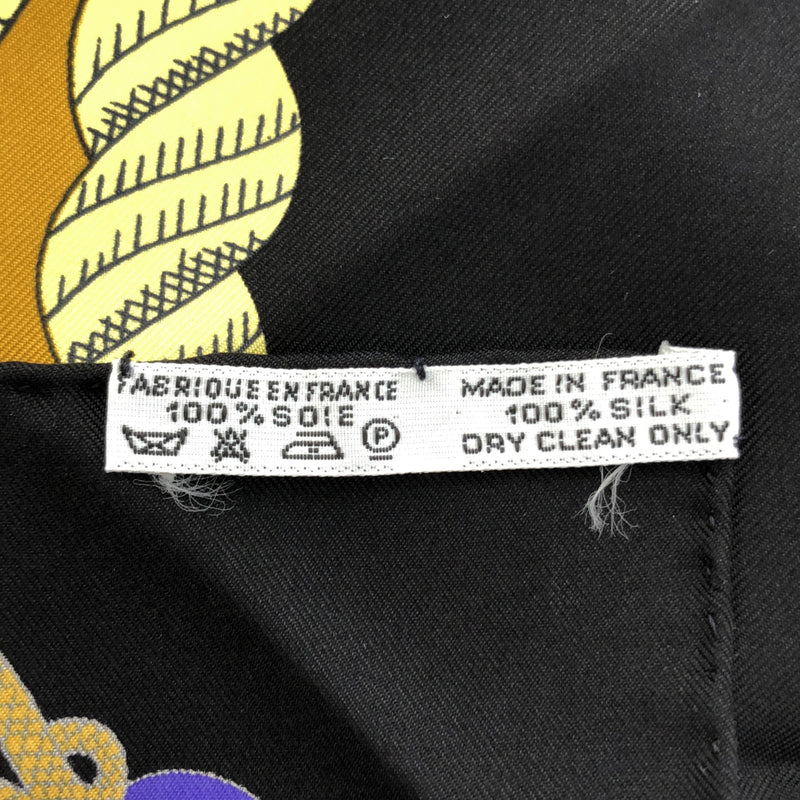 FABRIQUE EN FRANCE
100% SOIE
P
MADE IN FRANCE
100% SILK
DRY CLEAN ONLY